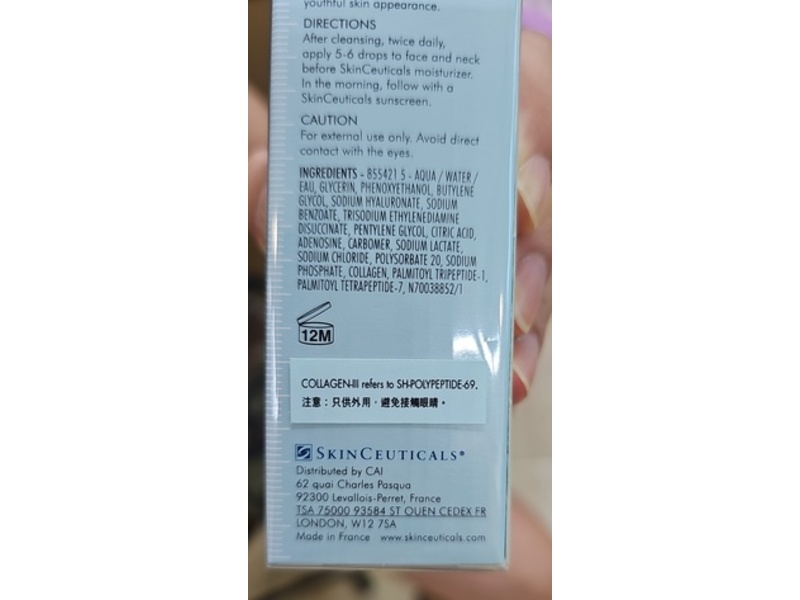 youthful skin appearance.
DIRECTIONS
After cleansing, twice daily,
apply 5-6 drops to face and neck
before SkinCeuticals moisturizer.
In the morning, follow with a
SkinCeuticals sunscreen.
CAUTION
For external use only. Avoid direct
contact with the eyes.
INGREDIENTS - 855421 5 - AQUA / WATER /
EAU, GLYCERIN, PHENOXYETHANOL, BUTYLENE
GLYCOL, SODIUM HYALURONATE, SODIUM
BENZOATE, TRISODIUM ETHYLENEDIAMINE
DISUCCINATE, PENTYLENE GLYCOL, CITRIC ACID,
ADENOSINE, CARBOMER, SODIUM LACTATE,
SODIUM CHLORIDE, POLYSORBATE 20, SODIUM
PHOSPHATE, COLLAGEN, PALMITOYL TRIPEPTIDE-1,
PALMITOYL TETRAPEPTIDE-7, N70038852/1
12M
COLLAGEN-III refers to SH-POLYPEPTIDE-69.
注意：只供外用，避免接觸眼睛。
SKINCEUTICALS®
Distributed by CAI
62 quai Charles Pasqua
92300 Levallois-Perret, France
TSA 75000 93584 ST OUEN CEDEX FR
LONDON, W12 7SA
Made in France www.skinceuticals.com